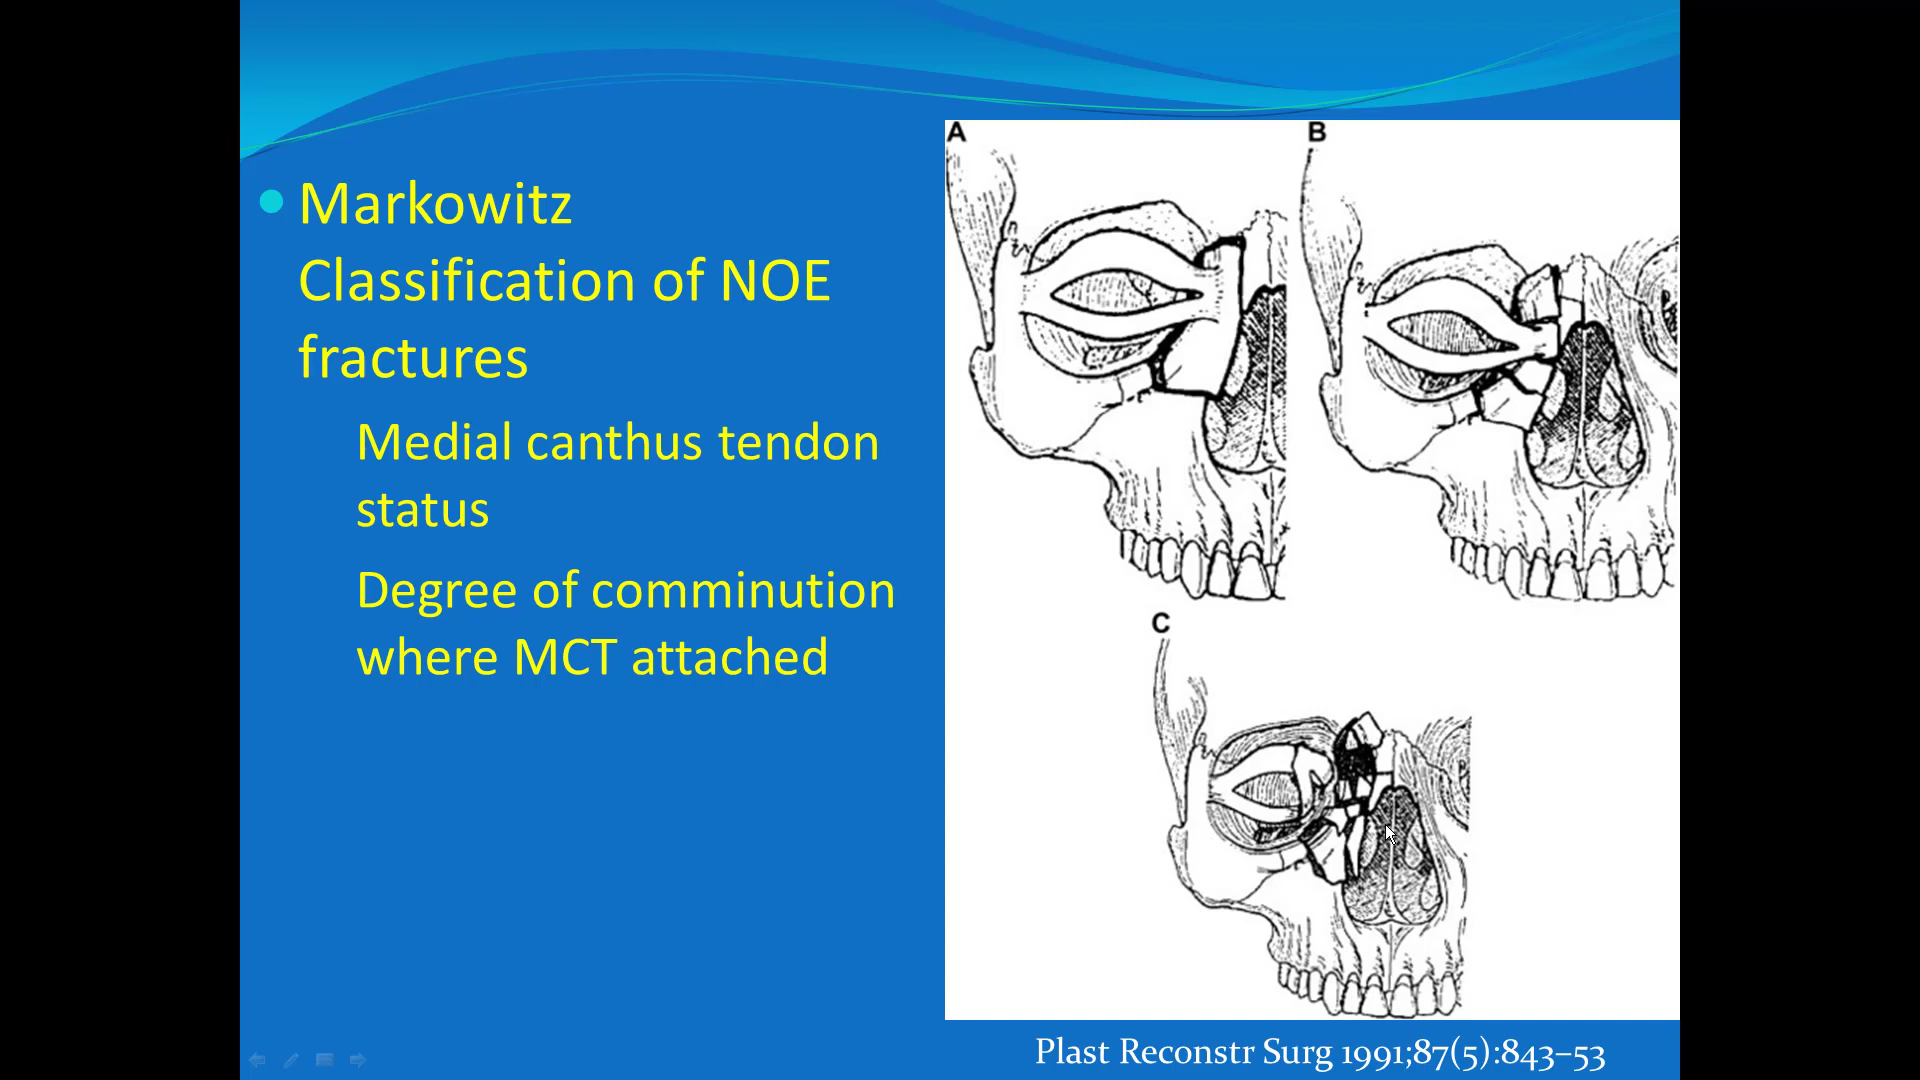 Markowitz
Classification of NOE
fractures
Medial canthus tendon
status
Degree of comminution
where MCT attached
A
B
C
Plast Reconstr Surg 1991;87(5):843–53